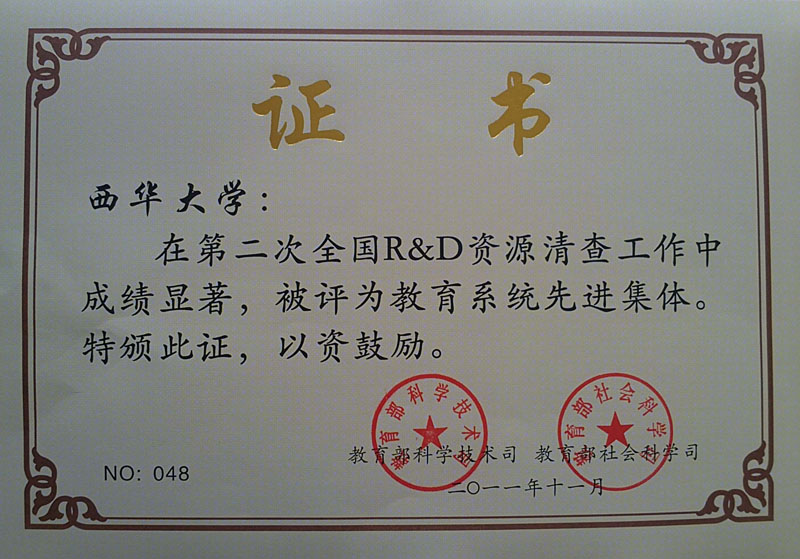 证 书
西华大学：
在第二次全国R&D资源清查工作中
成绩显著，被评为教育系统先进集体。
特颁此证，以资鼓励。
教育部科学技术司
教育部社会科学司
教育部科学技术司 教育部社会科学司
NO: 048
二〇一一年十一月